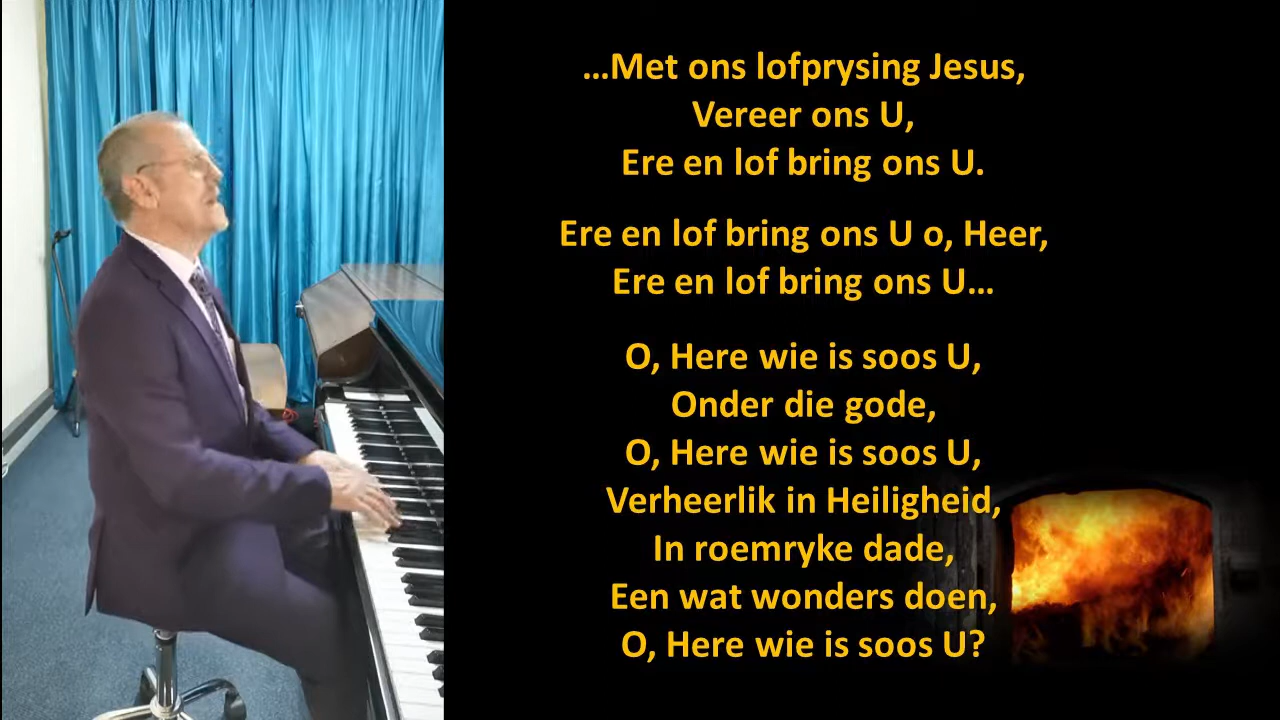 ...Met ons lofprysing Jesus,
Vereer ons U,
Ere en lof bring ons U.
Ere en lof bring ons U o, Heer,
Ere en lof bring ons U...
O, Here wie is soos U,
Onder die gode,
O, Here wie is soos U,
Verheerlik in Heiligheid,
In roemryke dade,
Een wat wonders doen,
O, Here wie is soos U?